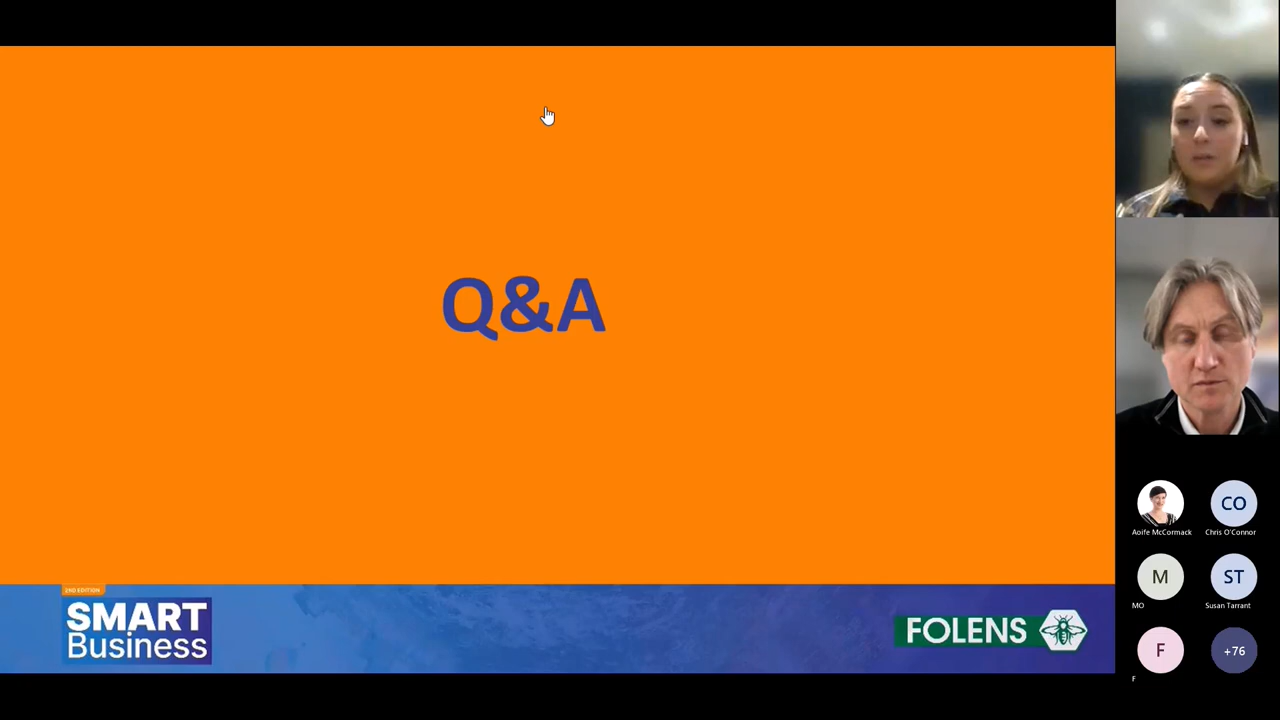 Q&A
2ND EDITION
SMART
Business
FOLENS
Aoife McCormack
CO
Chris O'Connor
M
MO
ST
Susan Tarrant
F
F
+76